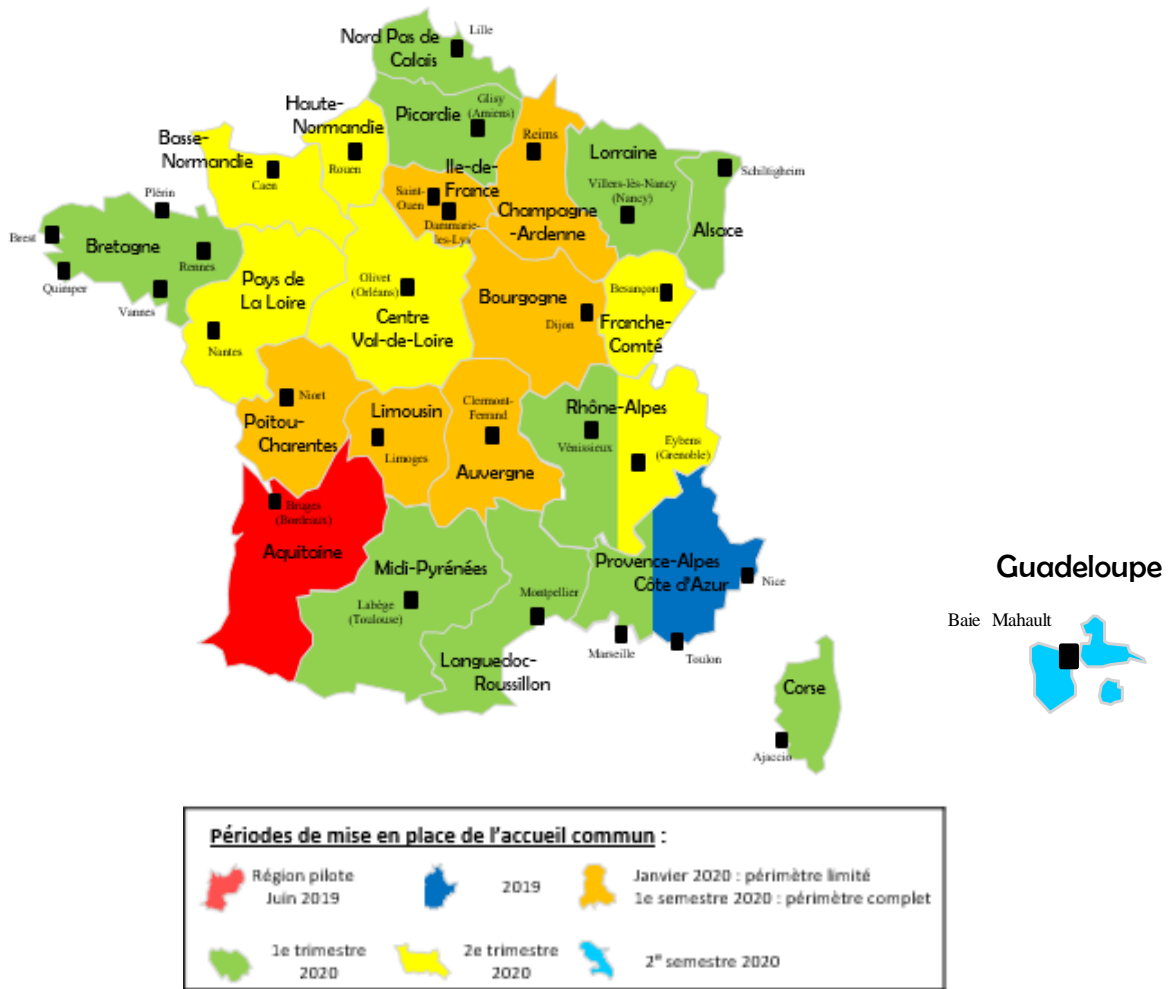 Nord Pas de
Calais
Lille
Picardie
Glisy
(Amiens)
Haute-
Normandie
Rouen
Basse-
Normandie
Caen
Ile-de-
France
Saint-
Ouen
Dammarie-
les-Lys
Reims
Champagne
-Ardenne
Lorraine
Villers-lès-Nancy
(Nancy)
Schiltigheim
Alsace
Plérin
Brest
Bretagne
Rennes
Quimper
Vannes
Pays de
La Loire
Nantes
Olivet
(Orléans)
Centre
Val-de-Loire
Bourgogne
Dijon
Besançon
Franche-
Comté
Niort
Poitou-
Charentes
Limousin
Limoges
Clermont-
Ferrand
Auvergne
Rhône-Alpes
Vénissieux
Eybens
(Grenoble)
Bruges
(Bordeaux)
Aquitaine
Midi-Pyrénées
Labège
(Toulouse)
Montpellier
Languedoc-
Roussillon
Provence-Alpes
Côte d'Azur
Nice
Marseille
Toulon
Corse
Ajaccio
Guadeloupe
Baie Mahault
Périodes de mise en place de l'accueil commun :
Région pilote
Juin 2019
2019
Janvier 2020 : périmètre limité
1e semestre 2020 : périmètre complet
1e trimestre
2020
2e trimestre
2020
2e semestre 2020